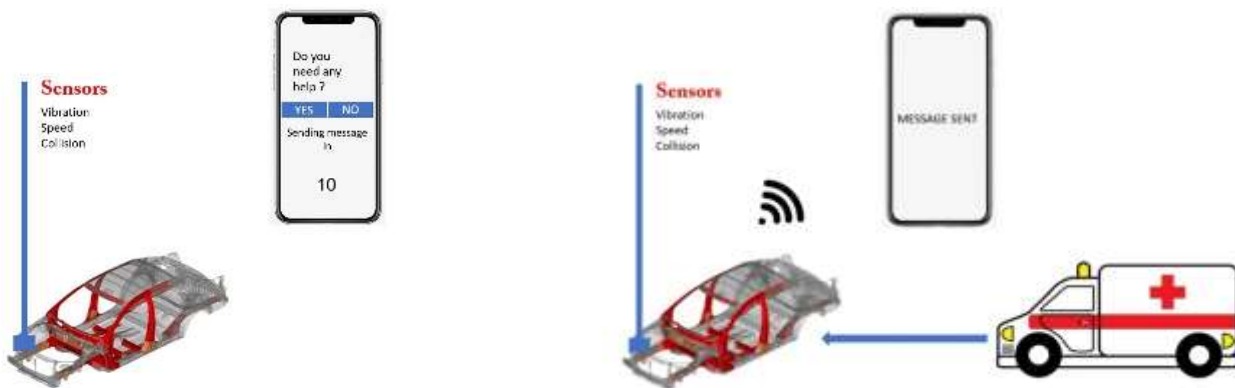 Do you
need any
help ?
YES NO
Sending message
in
10
Sensors
Vibration
Speed
Collision
MESSAGE SENT
Sensors
Vibration
Speed
Collision